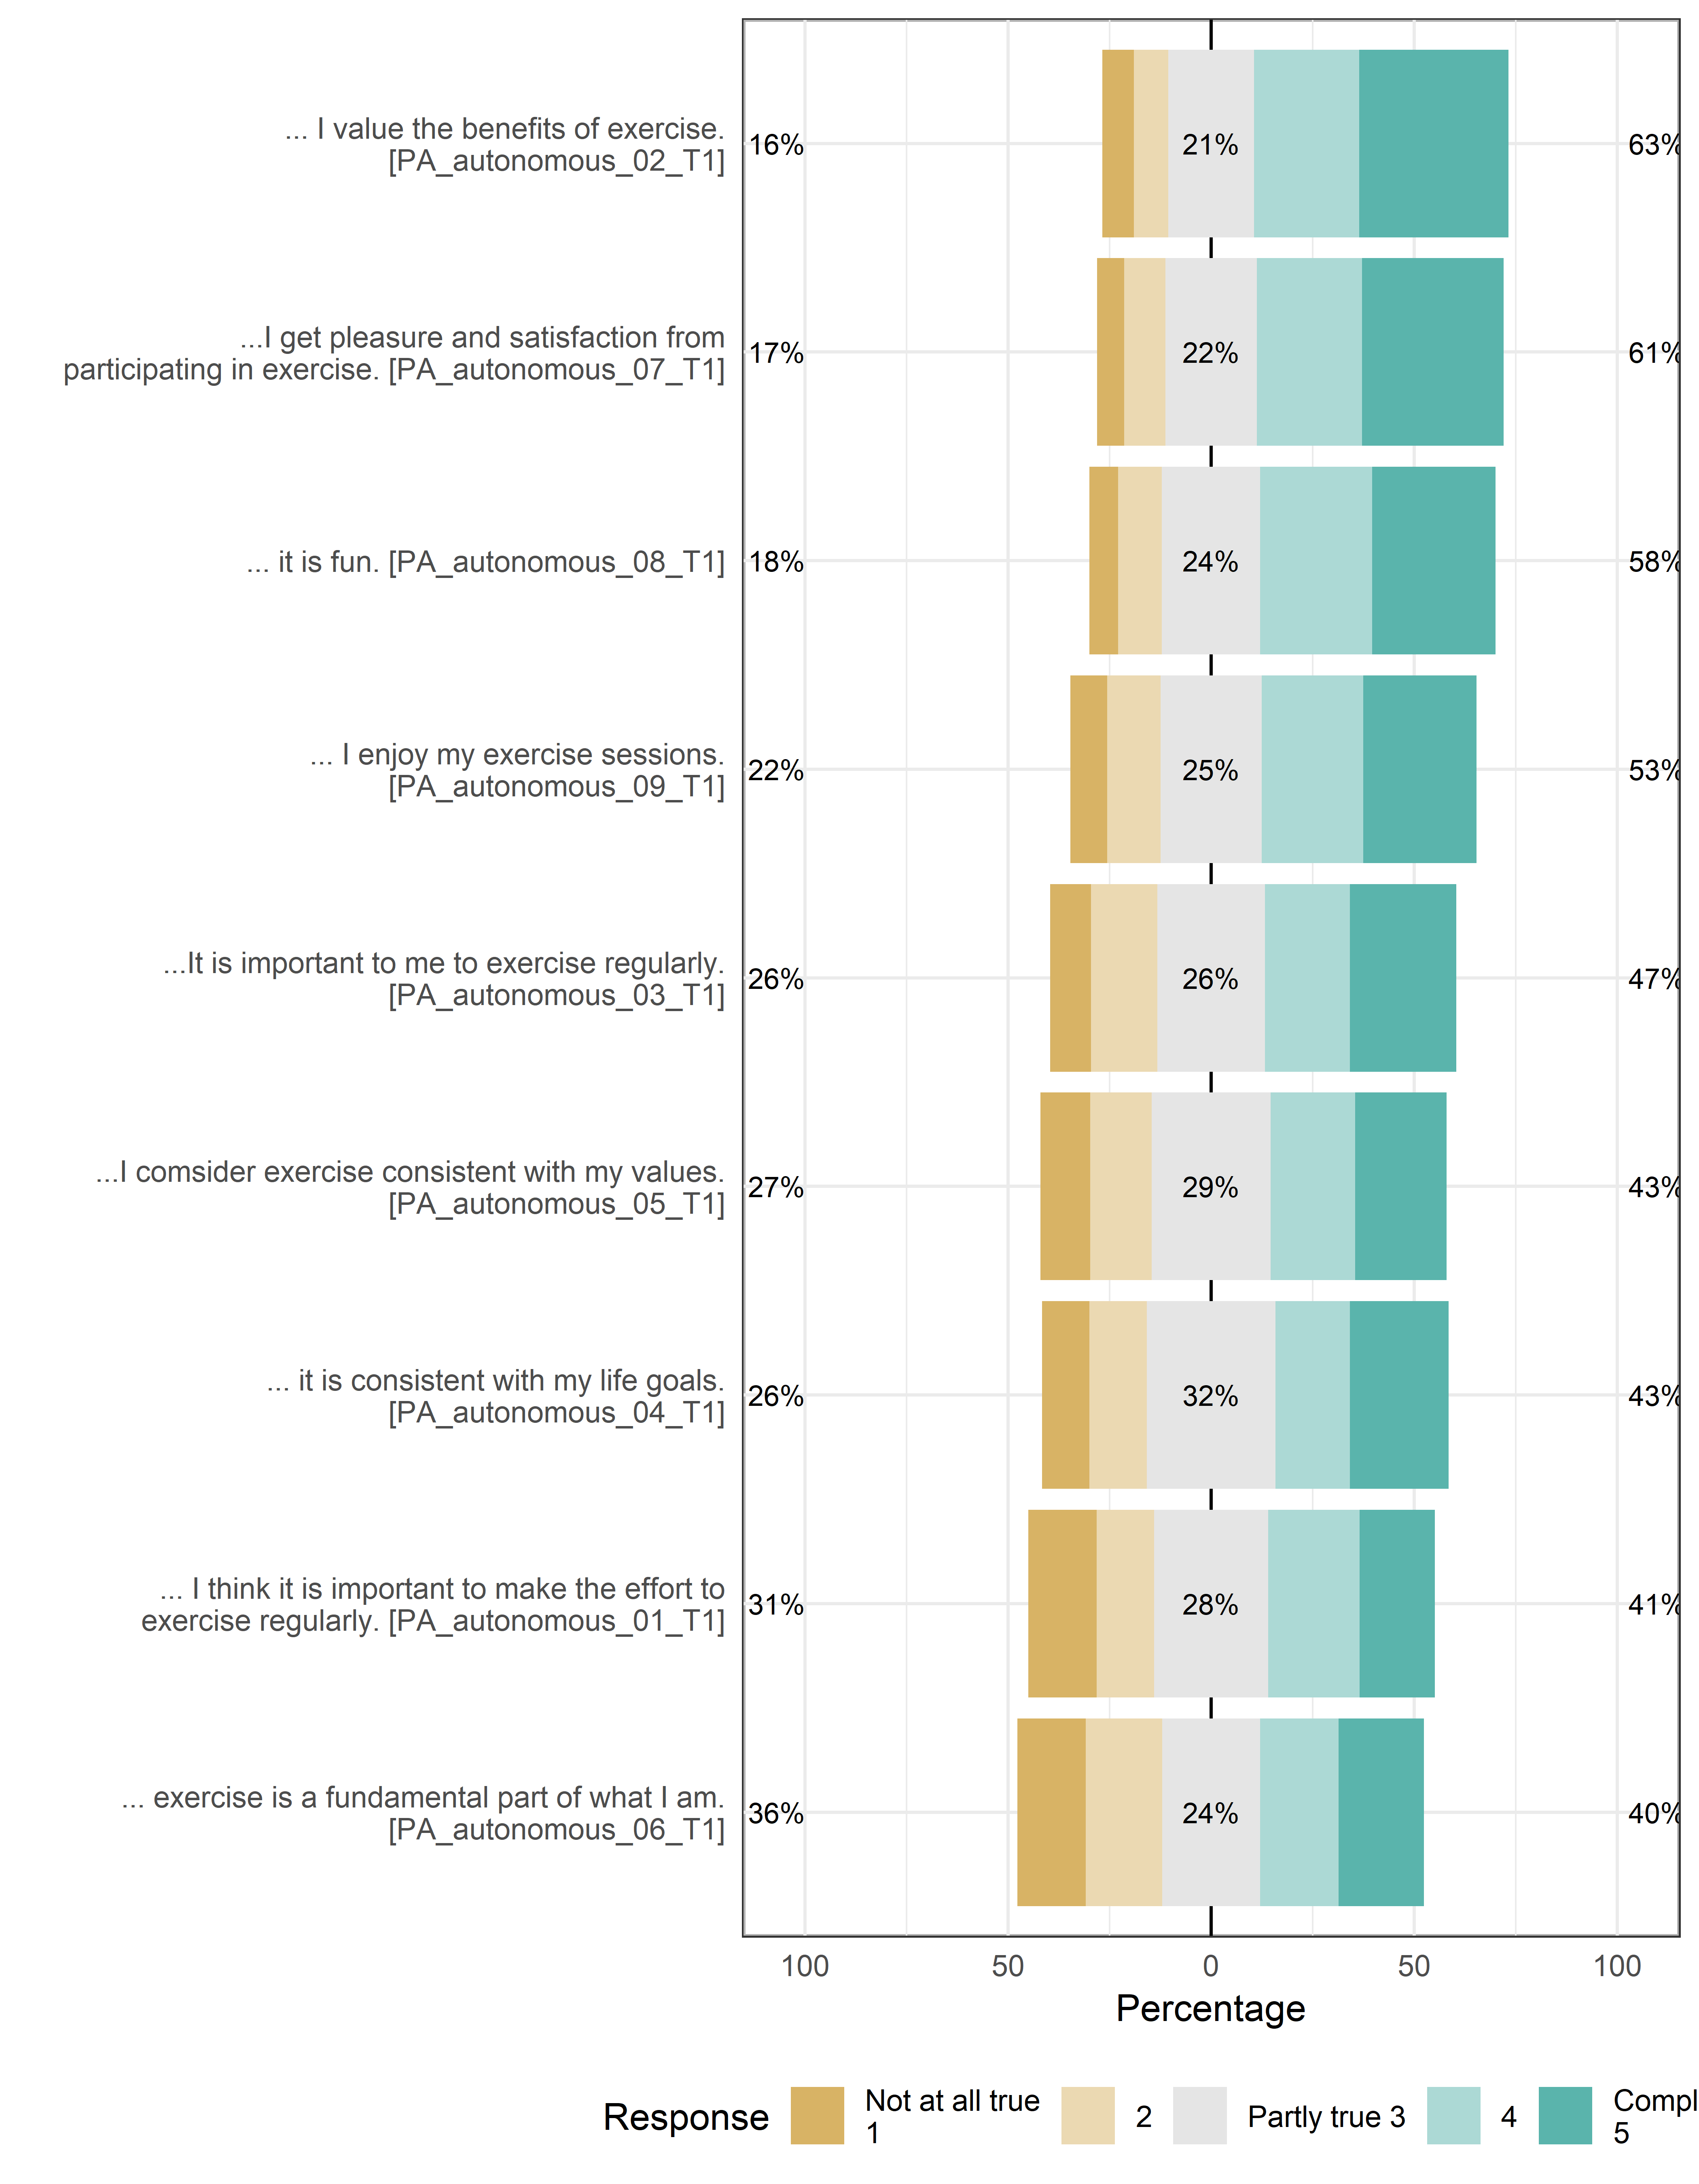 ... I value the benefits of exercise.
[PA_autonomous_02_T1]
16%
21%
63%
...I get pleasure and satisfaction from
participating in exercise. [PA_autonomous_07_T1]
17%
22%
61%
... it is fun. [PA_autonomous_08_T1]
18%
24%
58%
... I enjoy my exercise sessions.
[PA_autonomous_09_T1]
22%
25%
53%
...It is important to me to exercise regularly.
[PA_autonomous_03_T1]
26%
26%
47%
...I comsider exercise consistent with my values.
[PA_autonomous_05_T1]
27%
29%
43%
... it is consistent with my life goals.
[PA_autonomous_04_T1]
26%
32%
43%
... I think it is important to make the effort to
exercise regularly. [PA_autonomous_01_T1]
31%
28%
41%
... exercise is a fundamental part of what I am.
[PA_autonomous_06_T1]
36%
24%
40%
100 50 0 50 100
Percentage
Response
Not at all true
1
2
Partly true 3
4
Compl
5